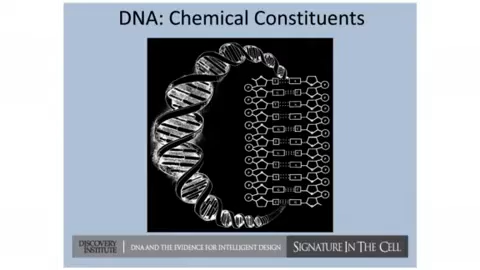 DNA: Chemical Constituents
DISCOVERY
INSTITUTE
DNA AND THE EVIDENCE FOR INTELLIGENT DESIGN
SIGNATURE IN THE CELL